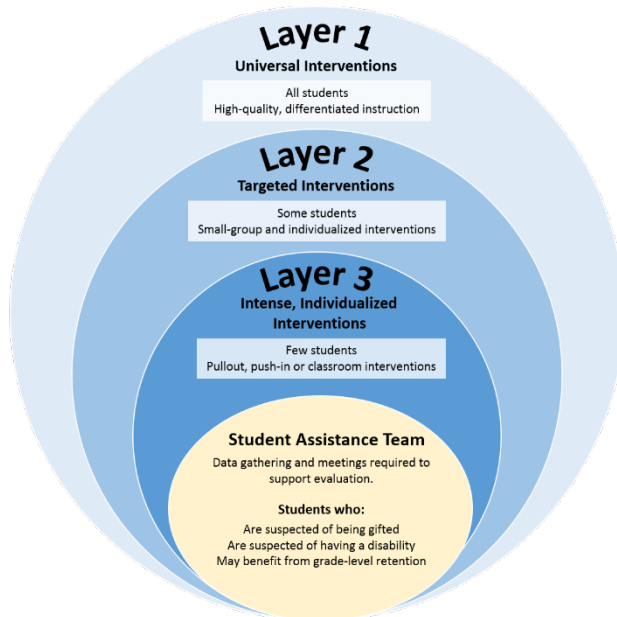 Layer 1
Universal Interventions
All students
High-quality, differentiated instruction
Layer 2
Targeted Interventions
Some students
Small-group and individualized interventions
Layer 3
Intense, Individualized
Interventions
Few students
Pullout, push-in or classroom interventions
Student Assistance Team
Data gathering and meetings required to
support evaluation.
Students who:
Are suspected of being gifted
Are suspected of having a disability
May benefit from grade-level retention